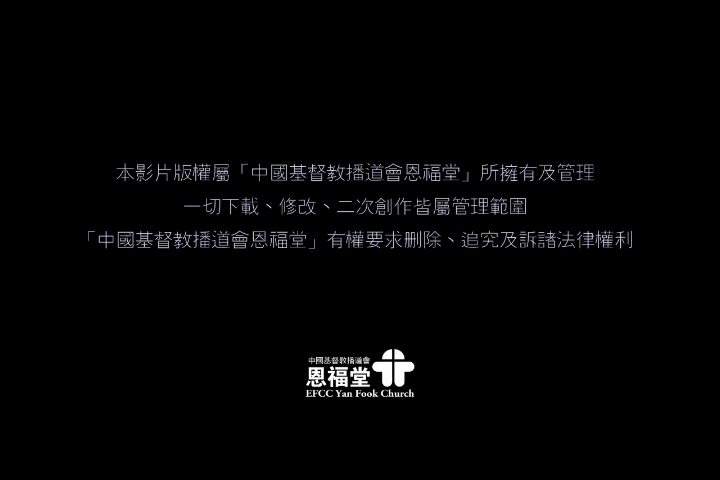 本影片版權屬「中國基督教播道會恩福堂」所擁有及管理
一切下載、修改、二次創作皆屬管理範圍
「中國基督教播道會恩福堂」有權要求刪除、追究及訴諸法律權利
中國基督教播道會
恩福堂
EFCC Yan Fook Church